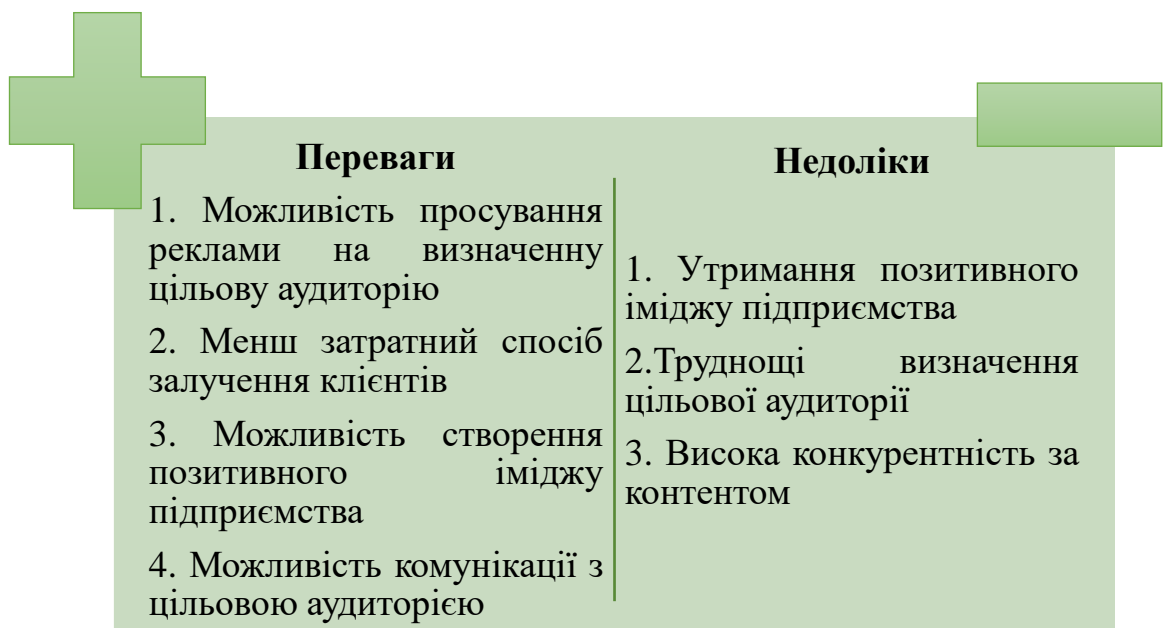 Переваги
1. Можливість просування
реклами на визначенну
цільову аудиторію
2. Менш затратний спосіб
залучення клієнтів
3. Можливість створення
позитивного іміджу
підприємства
4. Можливість комунікації з
цільовою аудиторією
Недоліки
1. Утримання позитивного
іміджу підприємства
2.Труднощі визначення
цільової аудиторії
3. Висока конкурентність за
контентом